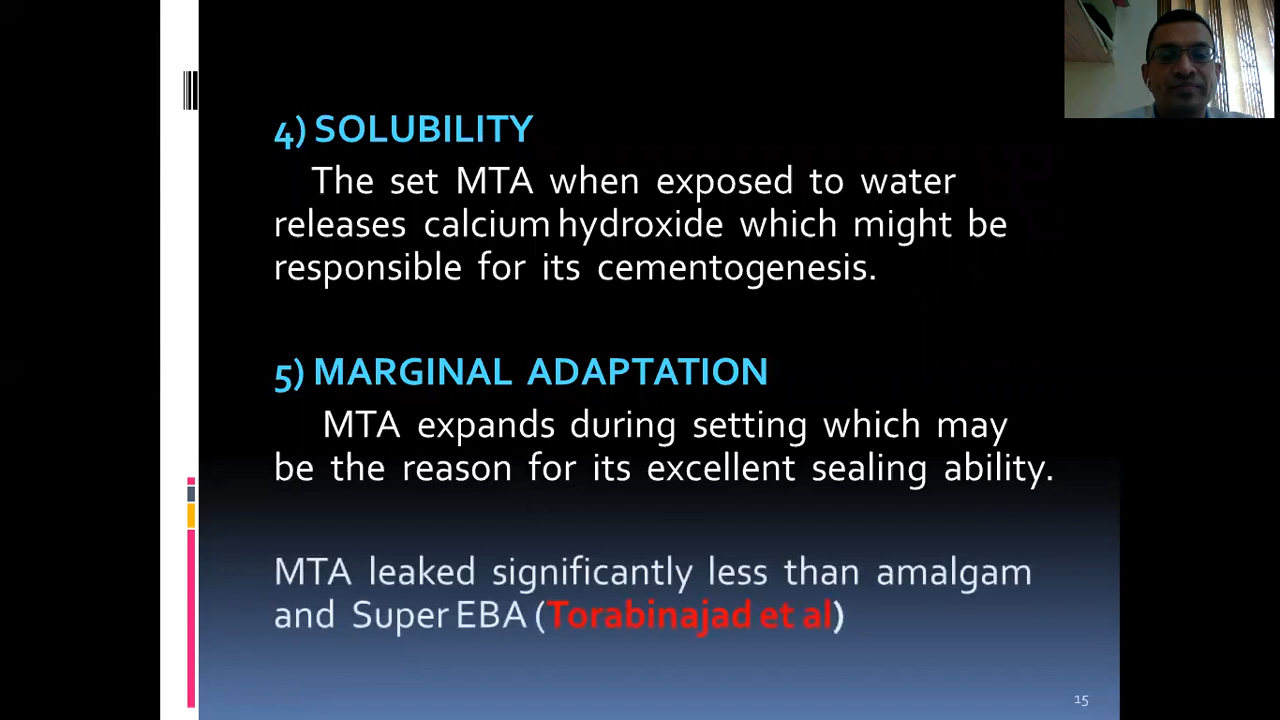 4) SOLUBILITY
The set MTA when exposed to water
releases calcium hydroxide which might be
responsible for its cementogenesis.
5) MARGINAL ADAPTATION
MTA expands during setting which may
be the reason for its excellent sealing ability.
MTA leaked significantly less than amalgam
and Super EBA (Torabinajad et al)
15